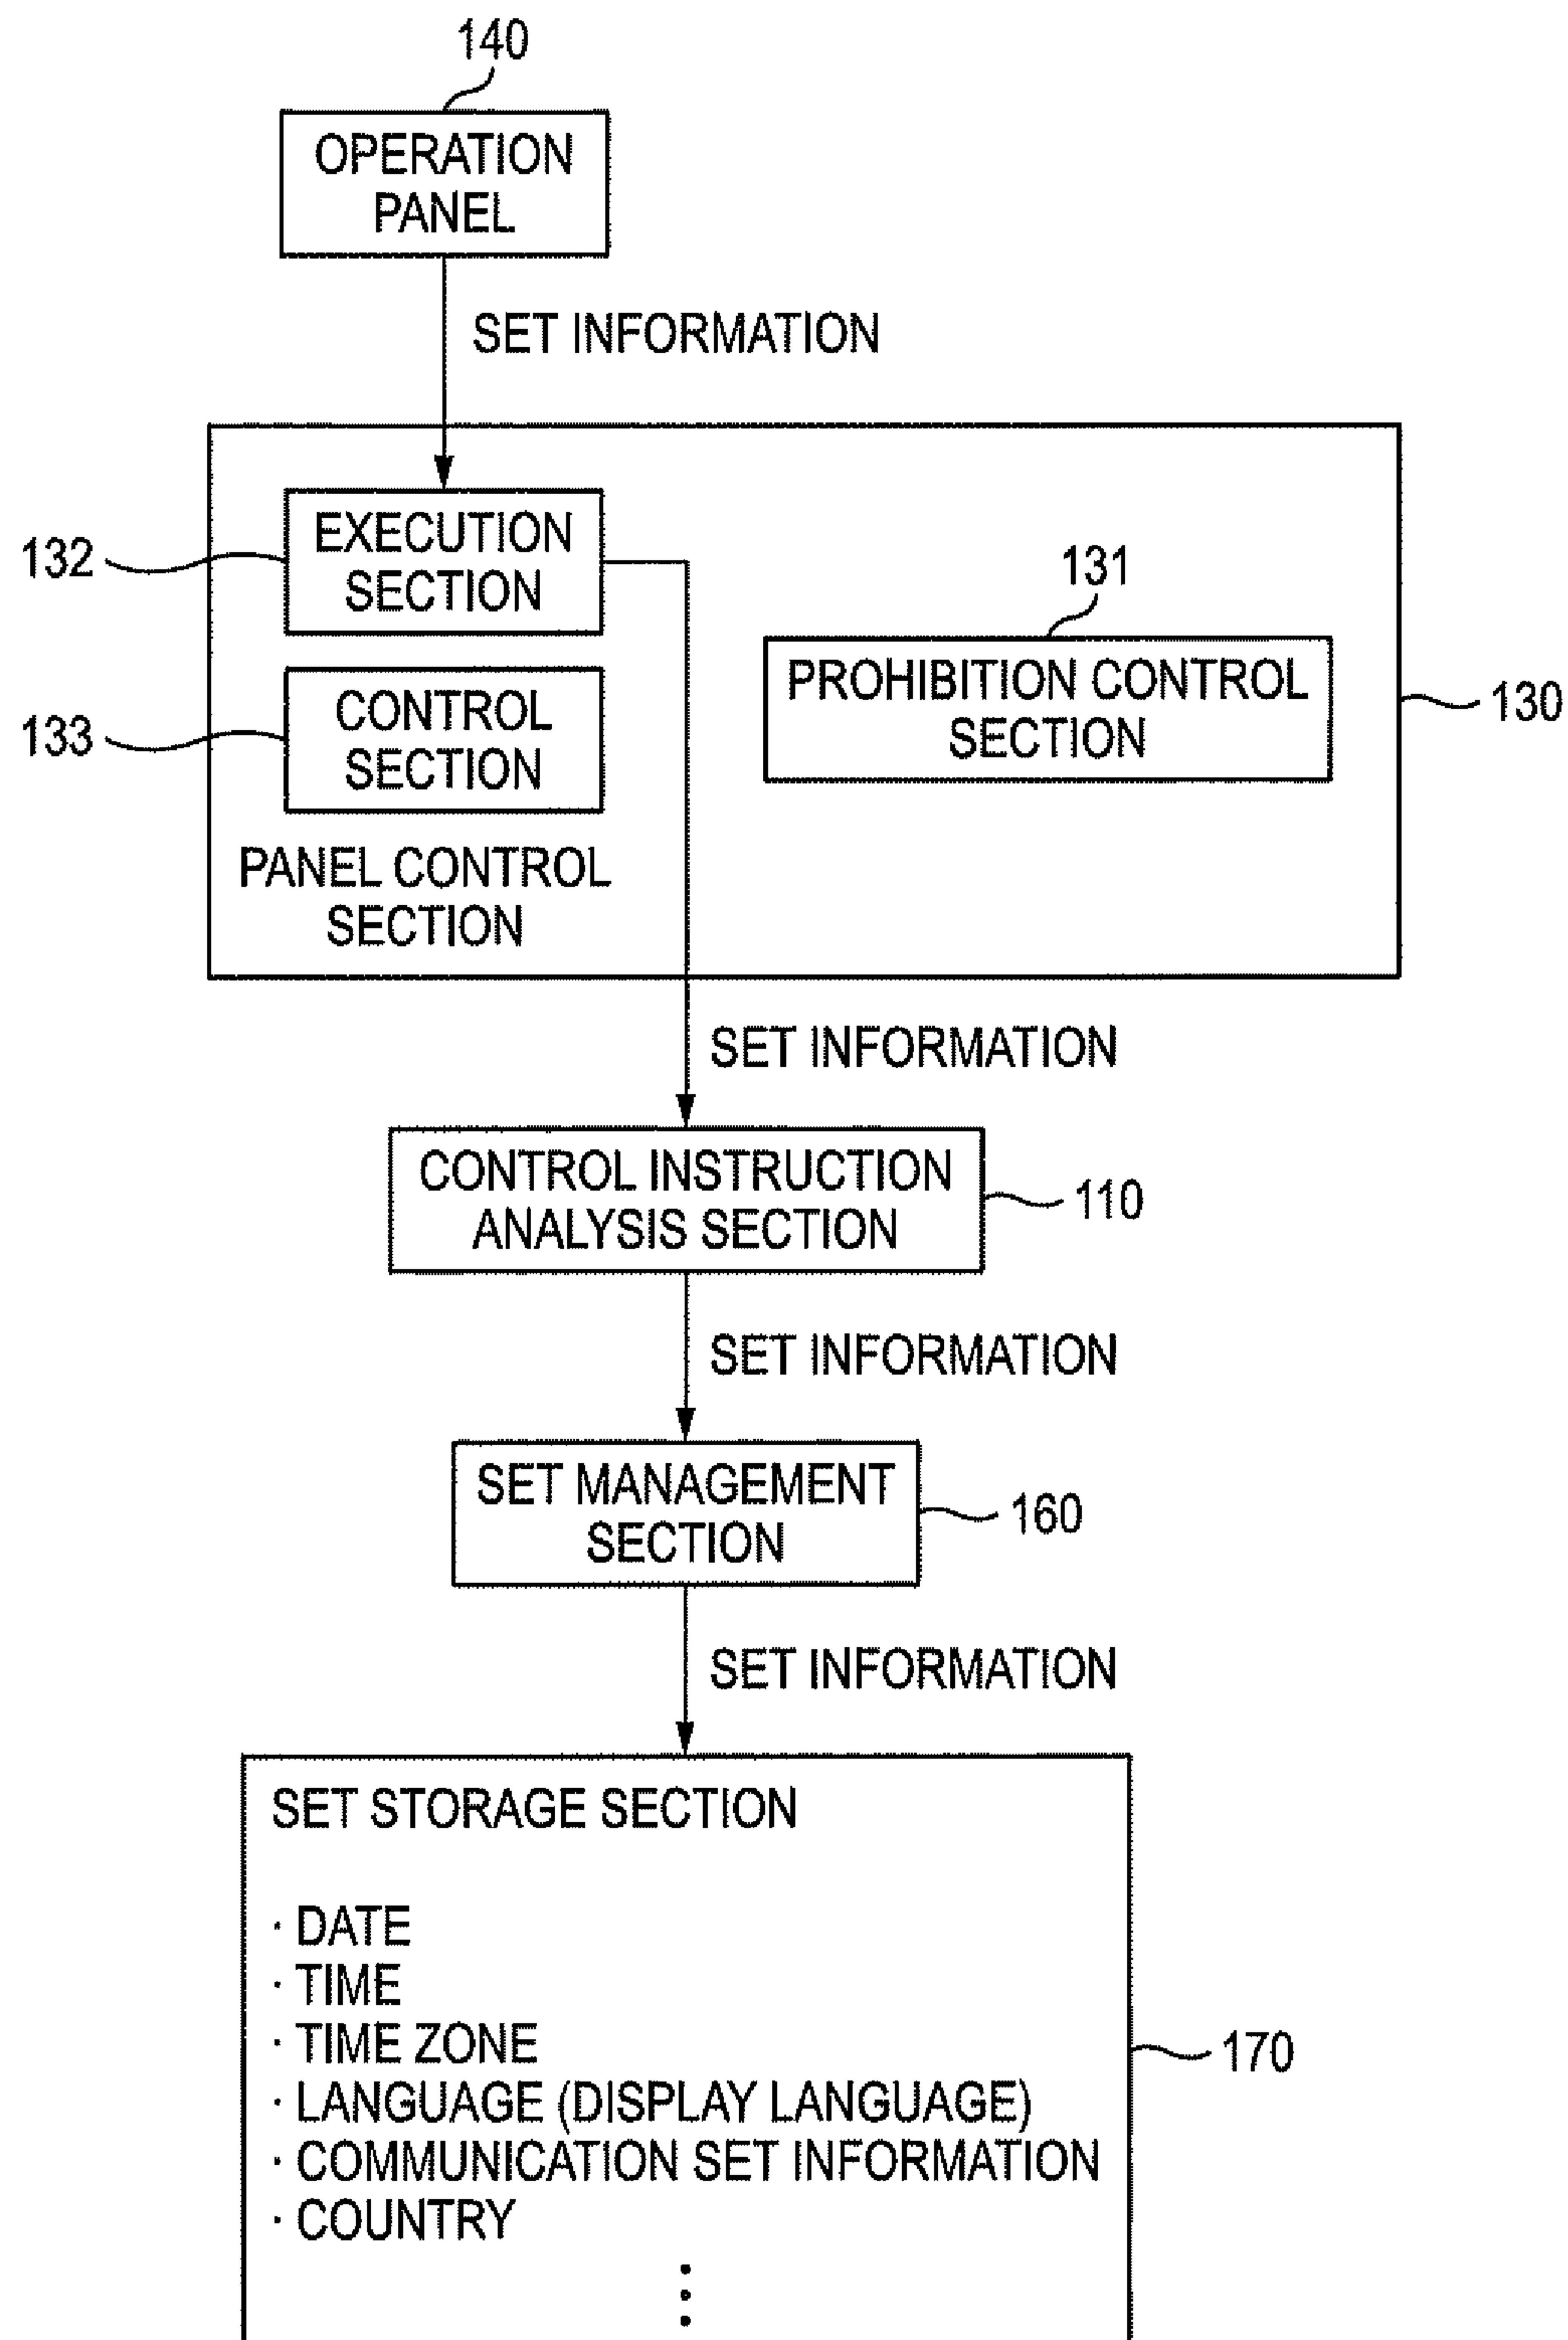 140
OPERATION
PANEL
SET INFORMATION
132
EXECUTION
SECTION
131
PROHIBITION CONTROL
SECTION
130
133
CONTROL
SECTION
PANEL CONTROL
SECTION
SET INFORMATION
CONTROL INSTRUCTION
ANALYSIS SECTION
110
SET INFORMATION
SET MANAGEMENT
SECTION
160
SET INFORMATION
SET STORAGE SECTION
· DATE
· TIME
· TIME ZONE
· LANGUAGE (DISPLAY LANGUAGE)
· COMMUNICATION SET INFORMATION
· COUNTRY
170